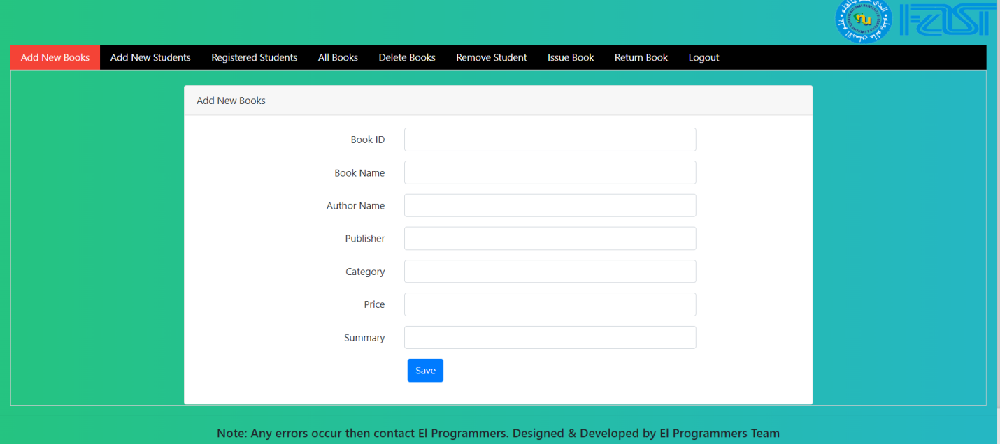 FAST
Add New Books Add New Students Registered Students All Books Delete Books Remove Student Issue Book Return Book Logout
Add New Books
Book ID
Book Name
Author Name
Publisher
Category
Price
Summary
Save
Note: Any errors occur then contact El Programmers. Designed & Developed by El Programmers Team